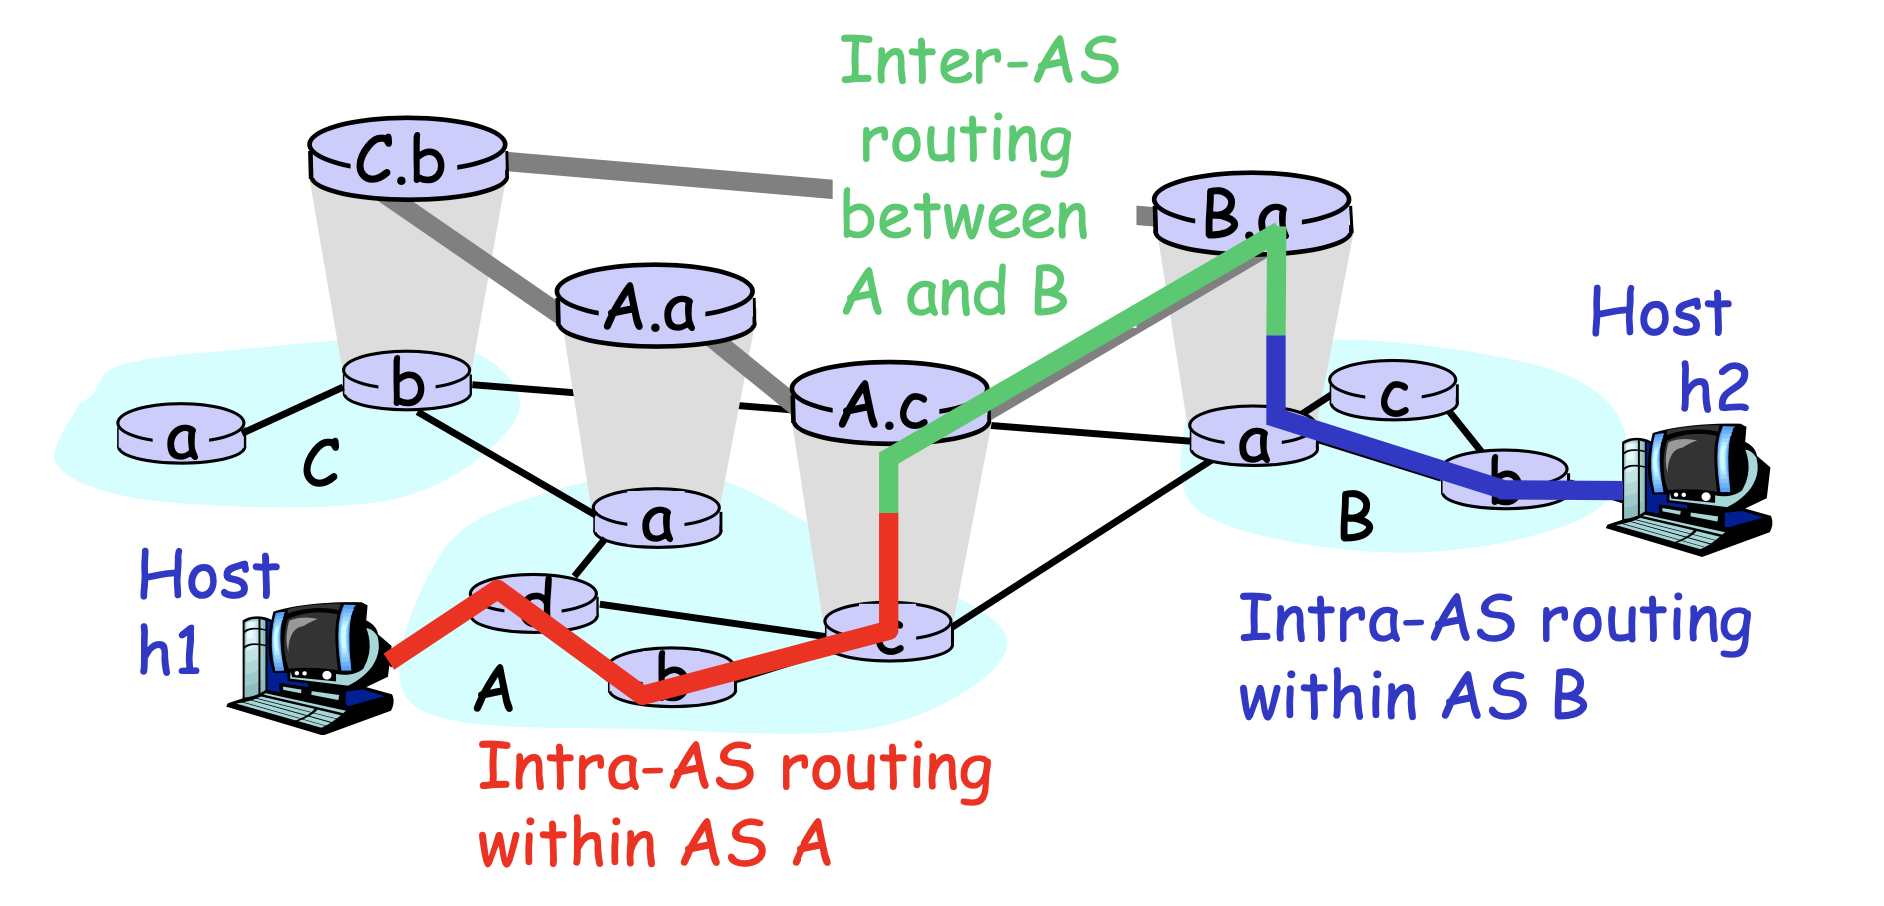 Inter-AS
routing
between
A and B
C.b
B.a
A.a
A.c
Host
h2
b
a
C
c
a
b
B
a
Host
h1
d
c
b
A
Intra-AS routing
within AS B
Intra-AS routing
within AS A